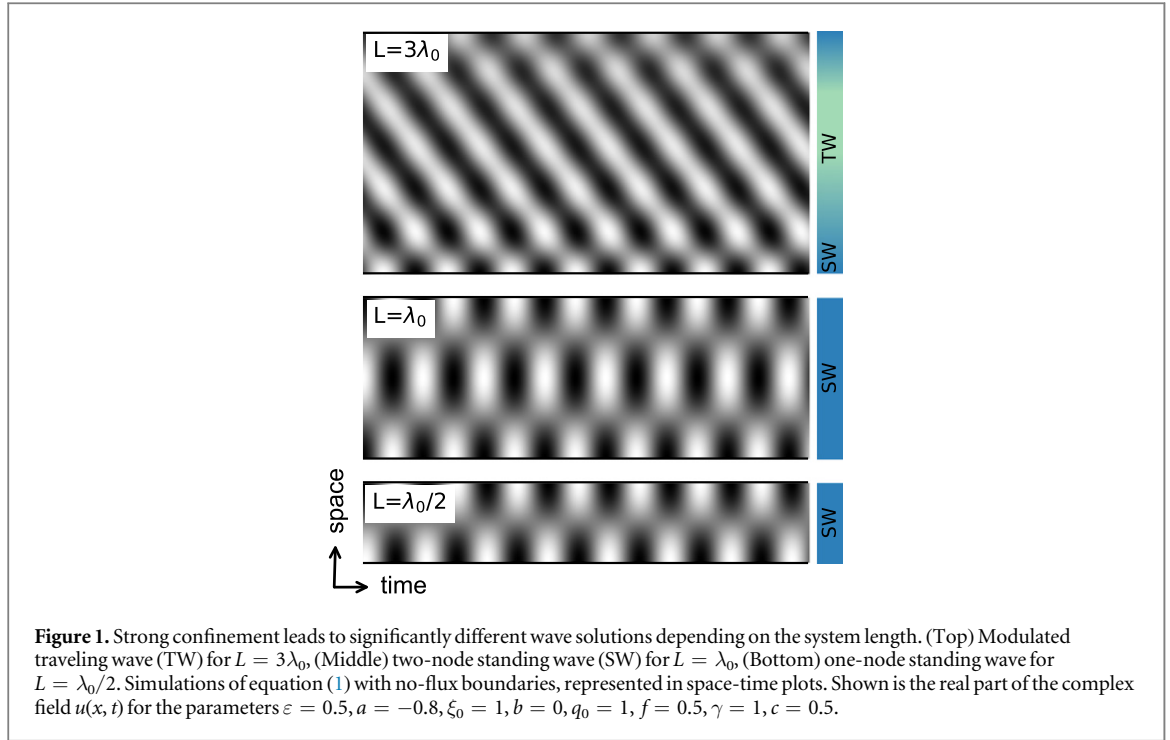 L=3λ₀
TW
SW
L=λ₀
SW
L=λ₀/2
SW
space
time
Figure 1. Strong confinement leads to significantly different wave solutions depending on the system length. (Top) Modulated
traveling wave (TW) for L = 3λ₀, (Middle) two-node standing wave (SW) for L = λ₀, (Bottom) one-node standing wave for
L = λ₀/2. Simulations of equation (1) with no-flux boundaries, represented in space-time plots. Shown is the real part of the complex
field u(x, t) for the parameters ε = 0.5, a = −0.8, ξ₀ = 1, b = 0, q₀ = 1, f = 0.5, γ = 1, c = 0.5.